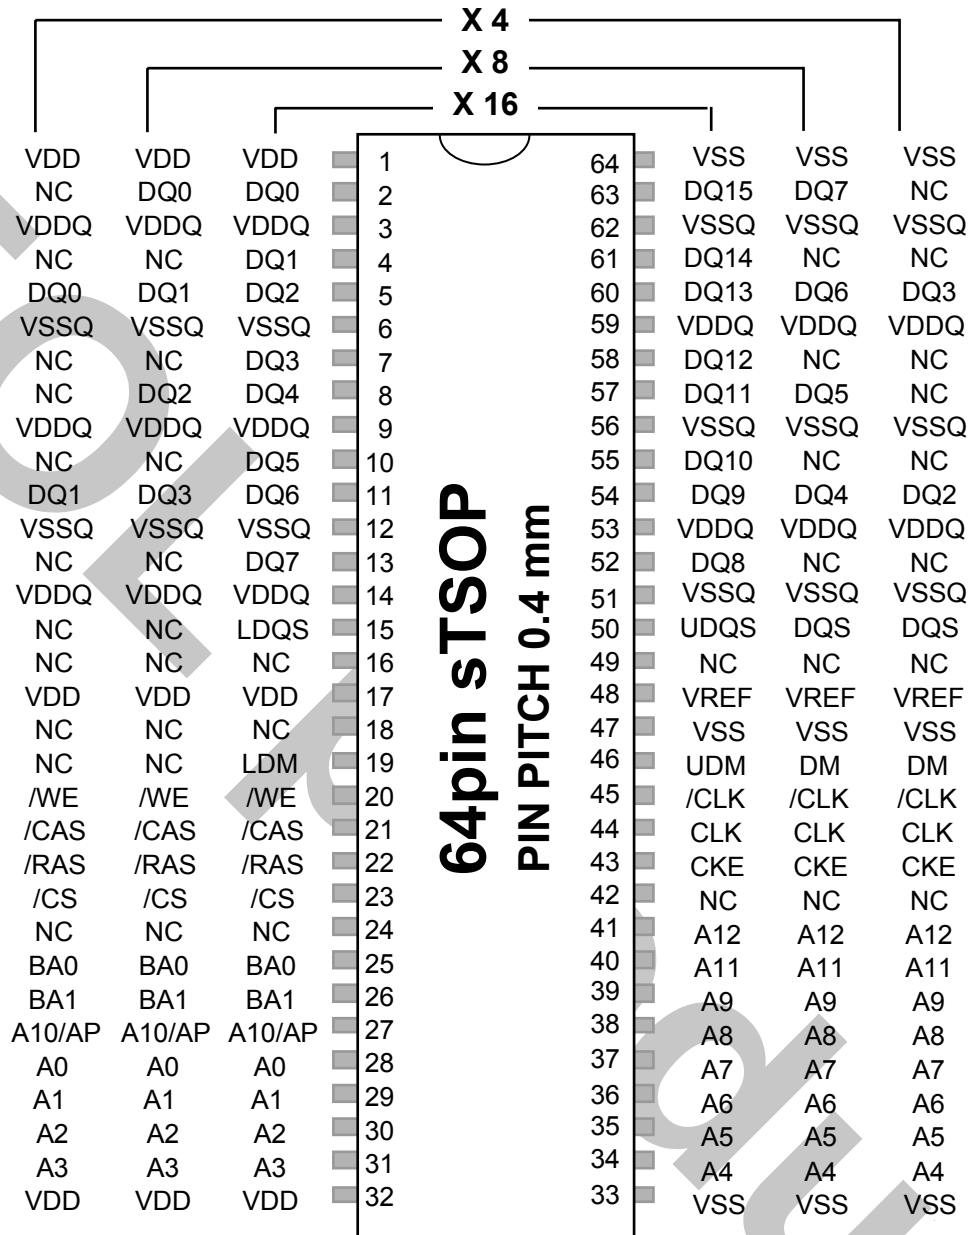 X 4
X 8
X 16
VDD VDD VDD 1 64 VSS VSS VSS
NC DQ0 DQ0 2 63 DQ15 DQ7 NC
VDDQ VDDQ VDDQ 3 62 VSSQ VSSQ VSSQ
NC NC DQ1 4 61 DQ14 NC NC
DQ0 DQ1 DQ2 5 60 DQ13 DQ6 DQ3
VSSQ VSSQ VSSQ 6 59 VDDQ VDDQ VDDQ
NC NC DQ3 7 58 DQ12 NC NC
NC DQ2 DQ4 8 57 DQ11 DQ5 NC
VDDQ VDDQ VDDQ 9 56 VSSQ VSSQ VSSQ
NC NC DQ5 10 55 DQ10 NC NC
DQ1 DQ3 DQ6 11 54 DQ9 DQ4 DQ2
VSSQ VSSQ VSSQ 12 53 VDDQ VDDQ VDDQ
NC NC DQ7 13 52 DQ8 NC NC
VDDQ VDDQ VDDQ 14 51 VSSQ VSSQ VSSQ
NC NC LDQS 15 50 UDQS DQS DQS
NC NC NC 16 49 NC NC NC
VDD VDD VDD 17 48 VREF VREF VREF
NC NC NC 18 47 VSS VSS VSS
NC NC LDM 19 46 UDM DM DM
/WE /WE /WE 20 45 /CLK /CLK /CLK
/CAS /CAS /CAS 21 44 CLK CLK CLK
/RAS /RAS /RAS 22 43 CKE CKE CKE
/CS /CS /CS 23 42 NC NC NC
NC NC NC 24 41 A12 A12 A12
BA0 BA0 BA0 25 40 A11 A11 A11
BA1 BA1 BA1 26 39 A9 A9 A9
A10/AP A10/AP A10/AP 27 38 A8 A8 A8
A0 A0 A0 28 37 A7 A7 A7
A1 A1 A1 29 36 A6 A6 A6
A2 A2 A2 30 35 A5 A5 A5
A3 A3 A3 31 34 A4 A4 A4
VDD VDD VDD 32 33 VSS VSS VSS
64pin sTSOP
PIN PITCH 0.4 mm